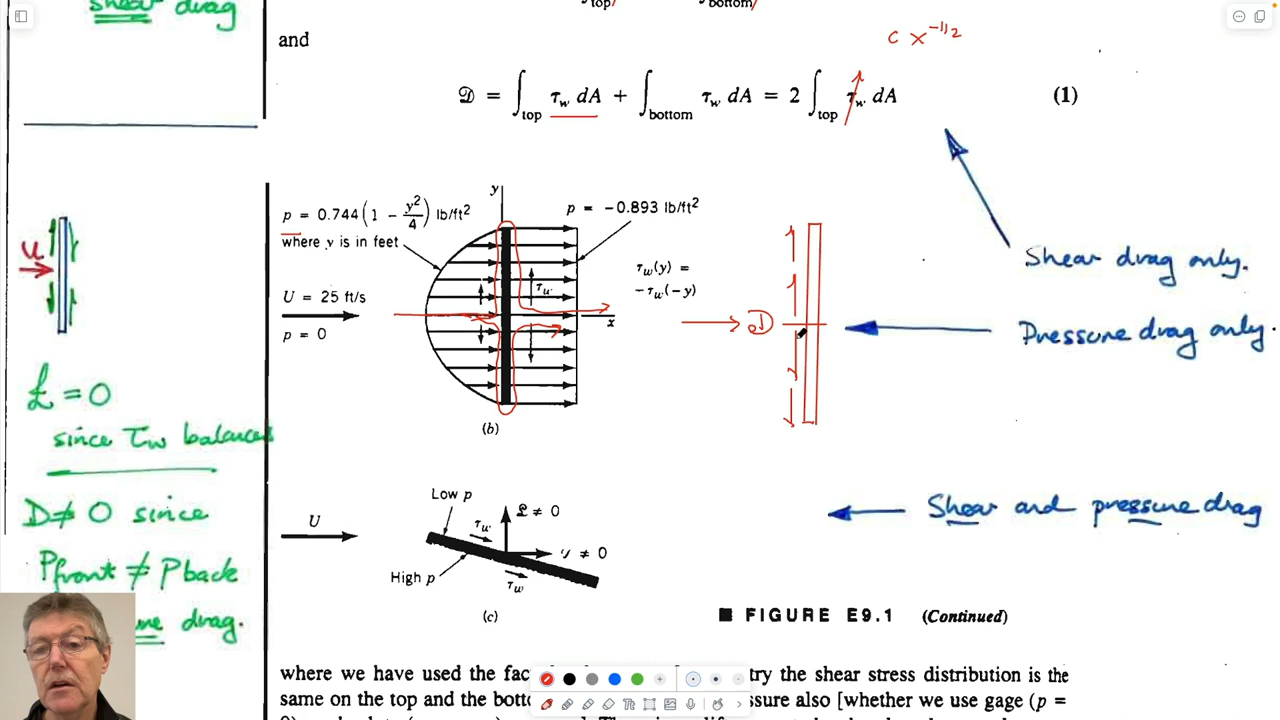 shear drag
top
bottom
and
c x^-1/2
𝒟 = ∫top τw dA + ∫bottom τw dA = 2 ∫top τw dA (1)
y
p = 0.744(1 − y²/4) lb/ft²
where y is in feet
p = −0.893 lb/ft²
τw(y) =
−τw(−y)
τw
U = 25 ft/s
p = 0
x
(b)
u
𝒟
Shear drag only.
Pressure drag only.
ℒ = 0
since τw balances
D ≠ 0 since
Pfront ≠ Pback
drag.
Low p
τw
ℒ ≠ 0
U
≠ 0
High p
τw
(c)
Shear and pressure drag
■ FIGURE E9.1 (Continued)
where we have used the fac
try the shear stress distribution is the
same on the top and the bott
ssure also [whether we use gage (p =